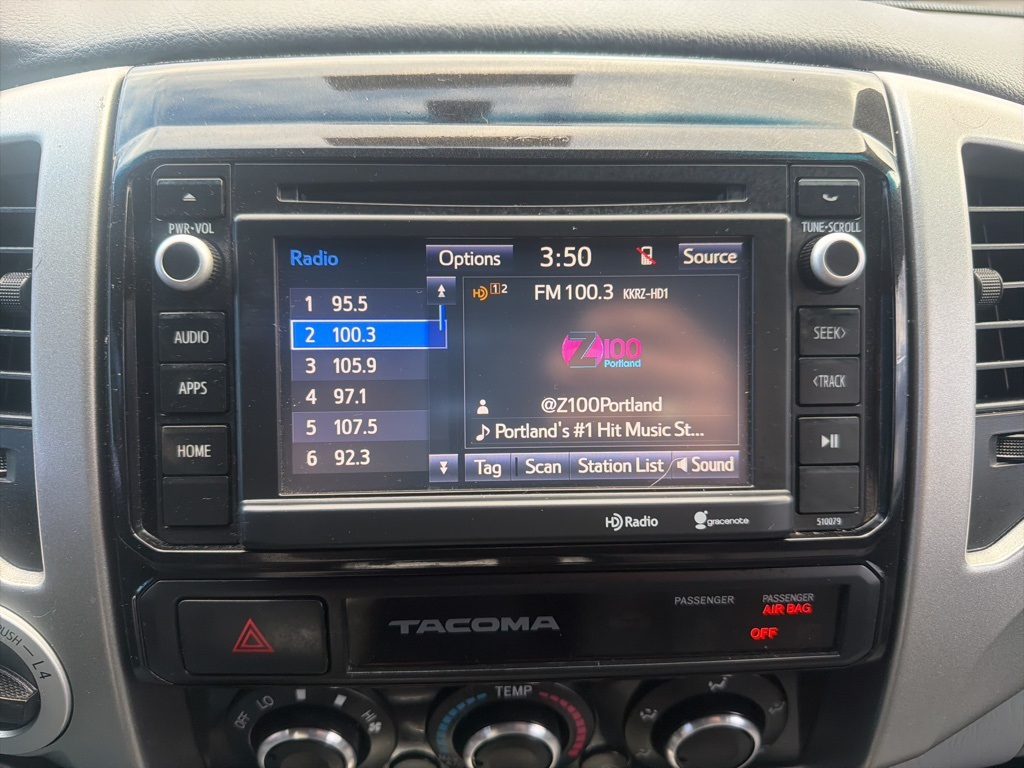 PWR•VOL
TUNE•SCROLL
Radio
Options
3:50
Source
1 95.5
2 100.3
3 105.9
4 97.1
5 107.5
6 92.3
HD 1 2
FM 100.3 KKRZ-HD1
Z100
Portland
@Z100Portland
Portland's #1 Hit Music St...
Tag
Scan
Station List
Sound
AUDIO
APPS
HOME
SEEK>
<TRACK
HD Radio
gracenote
510079
TACOMA
PASSENGER
PASSENGER
AIR BAG
OFF
PUSH – L4
OFF
LO
HI
TEMP